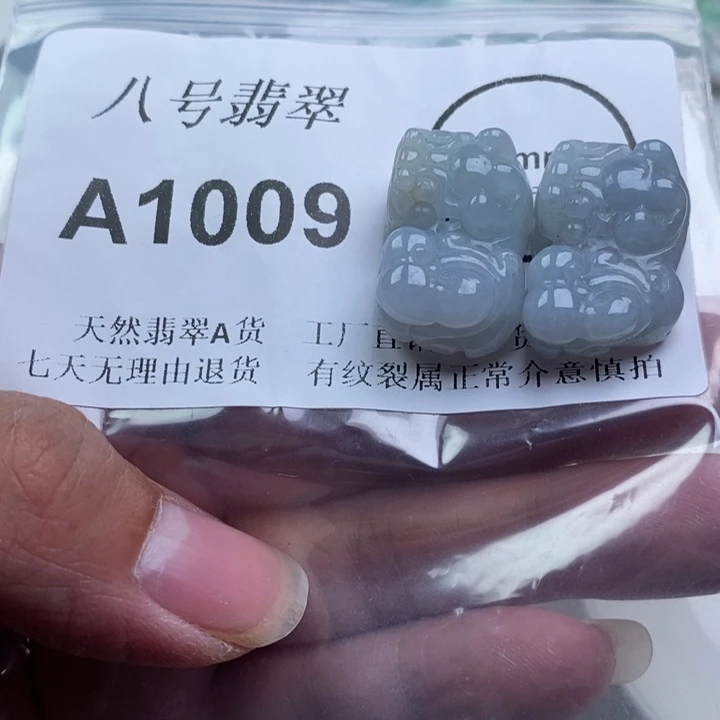 八号翡翠
A1009
天然翡翠A货 工厂直
七天无理由退货 有纹裂属正常介意慎拍